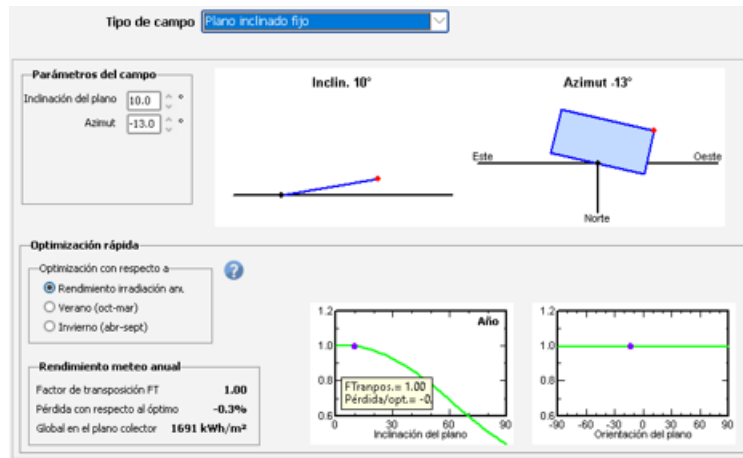 Tipo de campo Plano inclinado fijo
Parámetros del campo
Inclinación del plano 10.0 °
Azimut -13.0 °
Inclin. 10°
Azimut -13°
Este
Oeste
Norte
Optimización rápida
Optimización con respecto a
Rendimiento irradiación anu.
Verano (oct-mar)
Invierno (abr-sept)
?
Rendimiento meteo anual
Factor de transposición FT 1.00
Pérdida con respecto al óptimo -0.3%
Global en el plano colector 1691 kWh/m²
Año
1.2
1.0
0.8
0.6
FTranpos.= 1.00
Pérdida/opt.= -0.
0 30 60 90
Inclinación del plano
1.2
1.0
0.8
0.6
-90 -60 -30 0 30 60 90
Orientación del plano